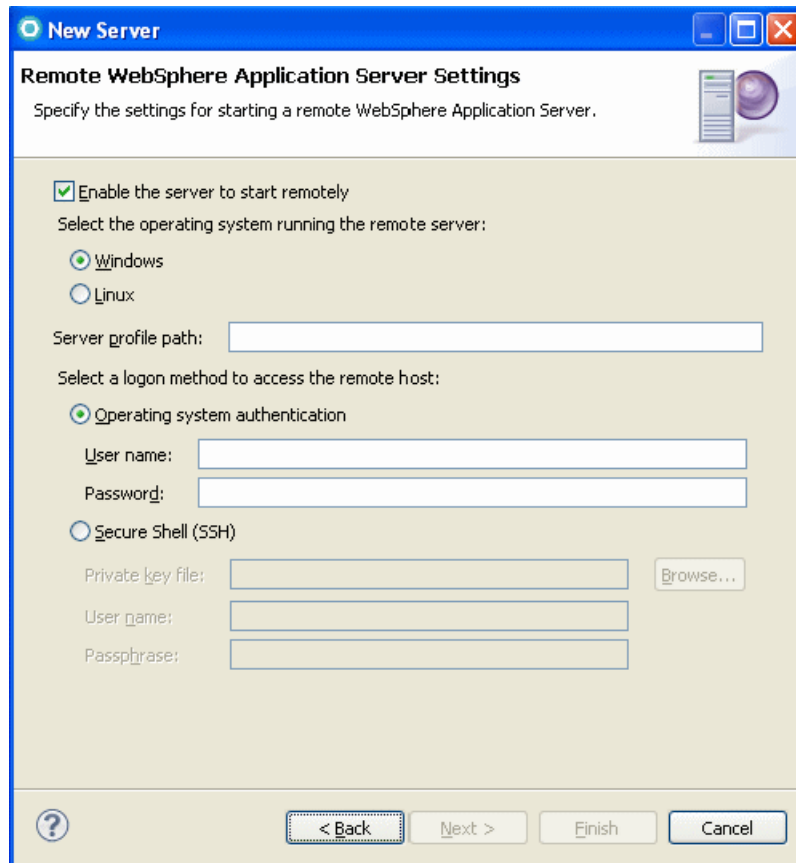 New Server
Remote WebSphere Application Server Settings
Specify the settings for starting a remote WebSphere Application Server.
Enable the server to start remotely
Select the operating system running the remote server:
Windows
Linux
Server profile path:
Select a logon method to access the remote host:
Operating system authentication
User name:
Password:
Secure Shell (SSH)
Private key file:
Browse...
User name:
Passphrase:
?
< Back
Next >
Finish
Cancel